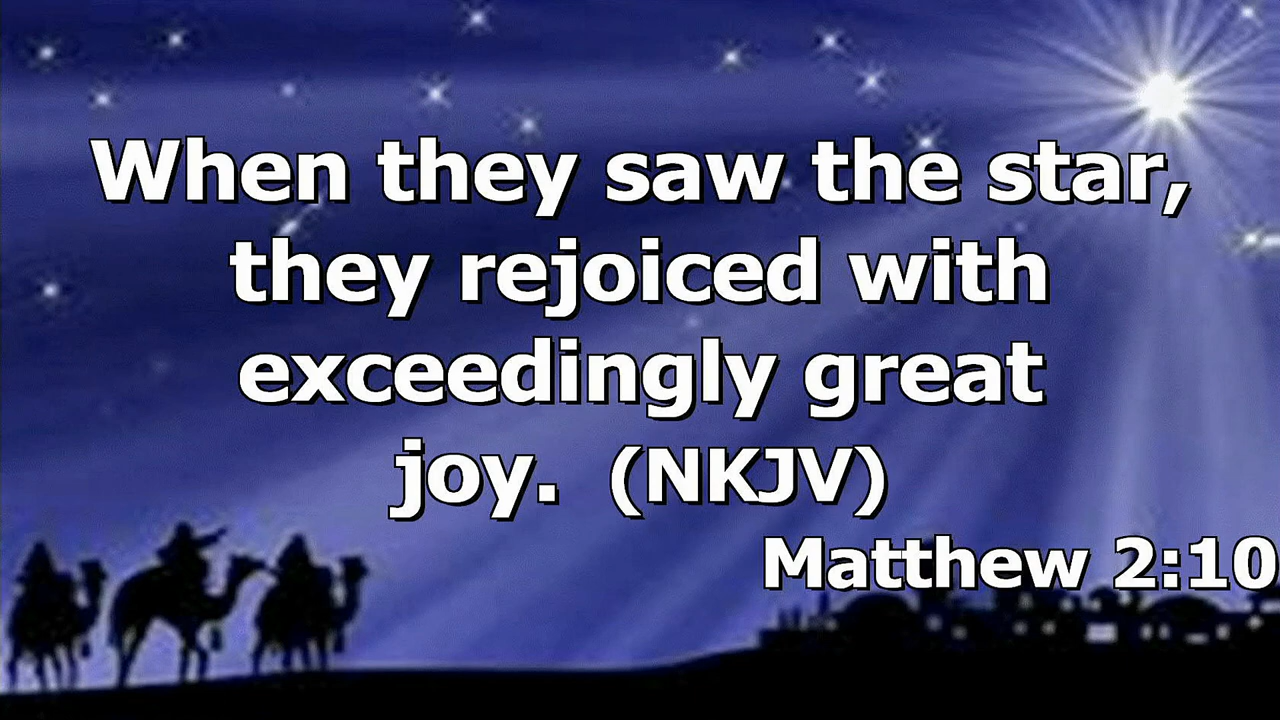 When they saw the star,
they rejoiced with
exceedingly great
joy. (NKJV)
Matthew 2:10